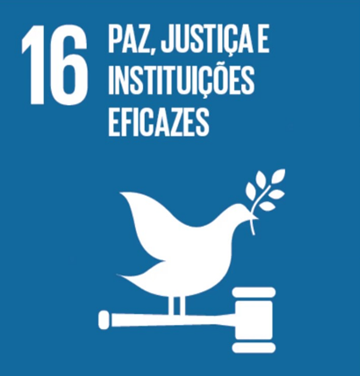 16 PAZ, JUSTIÇA E
INSTITUIÇÕES
EFICAZES